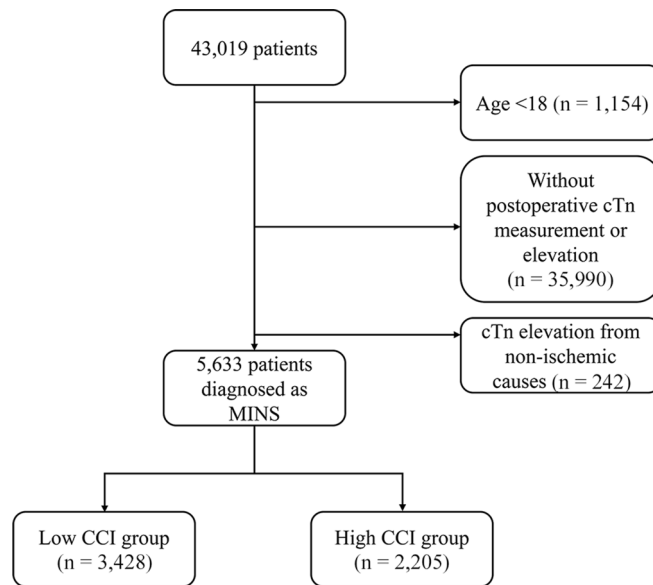 43,019 patients
Age <18 (n = 1,154)
Without
postoperative cTn
measurement or
elevation
(n = 35,990)
cTn elevation from
non-ischemic
causes (n = 242)
5,633 patients
diagnosed as
MINS
Low CCI group
(n = 3,428)
High CCI group
(n = 2,205)